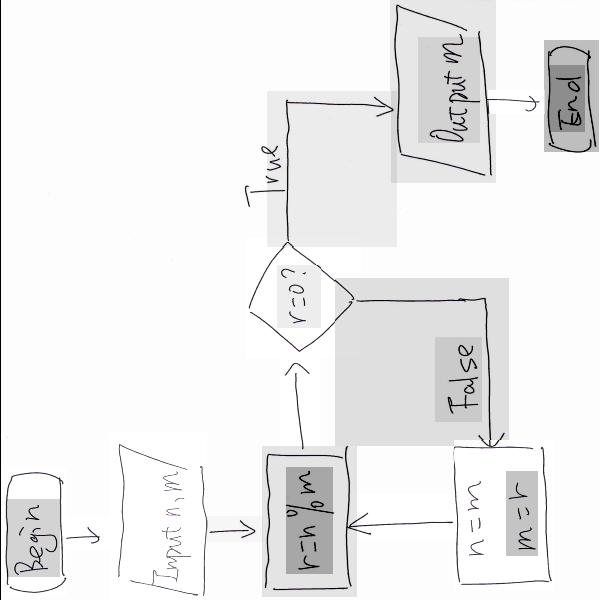 Begin
Input n, m
r=n%m
r=0?
True
Output m
End
False
n=m
m=r